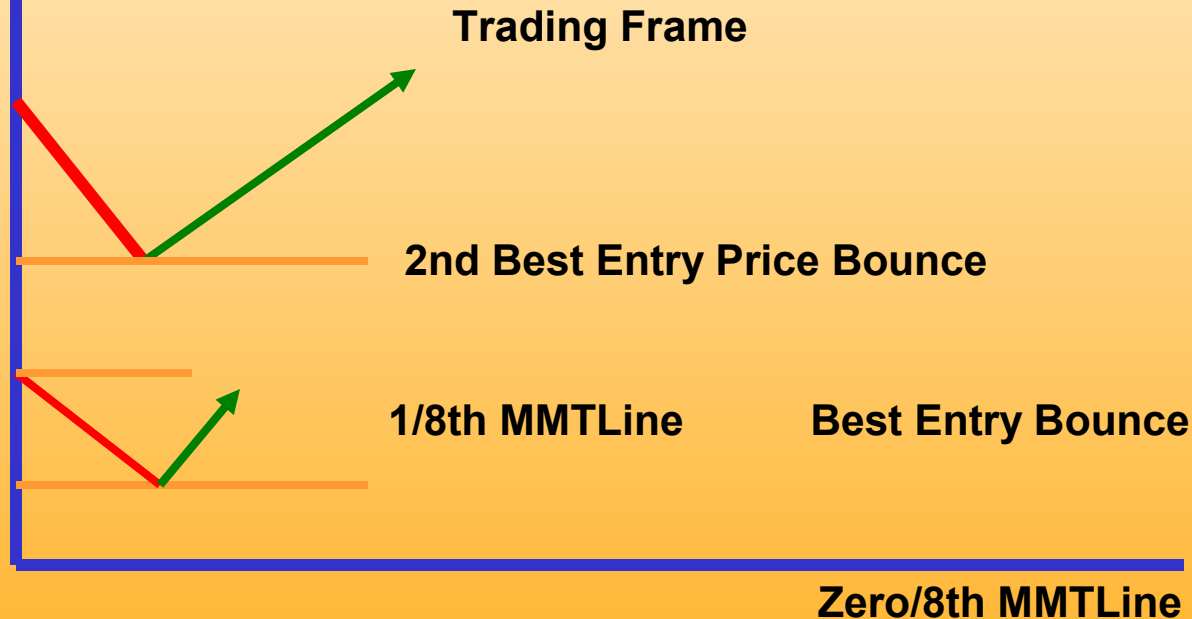 Trading Frame
2nd Best Entry Price Bounce
1/8th MMTLine Best Entry Bounce
Zero/8th MMTLine